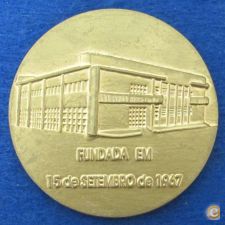 FUNDADA EM
15 de SETEMBRO de 1967